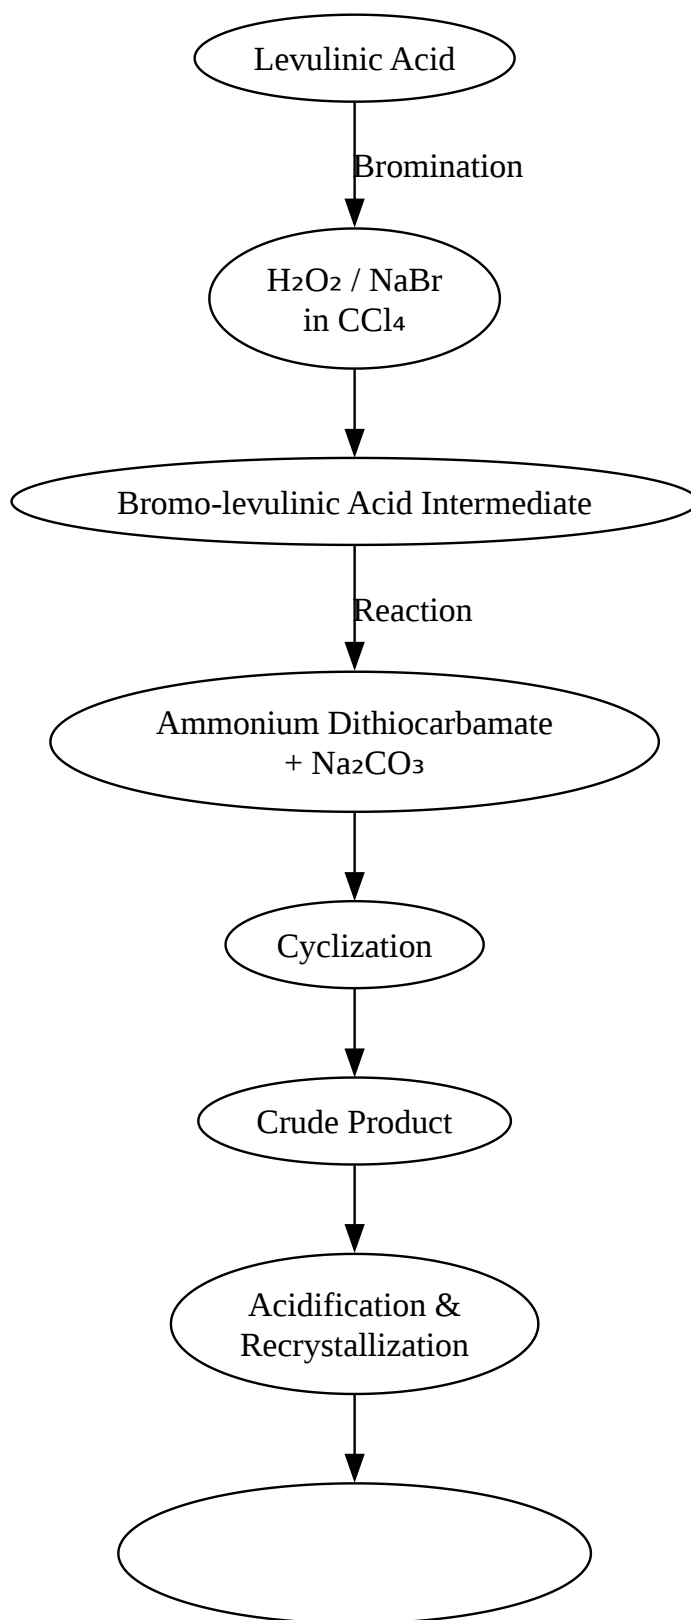 Levulinic Acid
Bromination
H₂O₂ / NaBr
in CCl₄
Bromo-levulinic Acid Intermediate
Reaction
Ammonium Dithiocarbamate
+ Na₂CO₃
Cyclization
Crude Product
Acidification &
Recrystallization